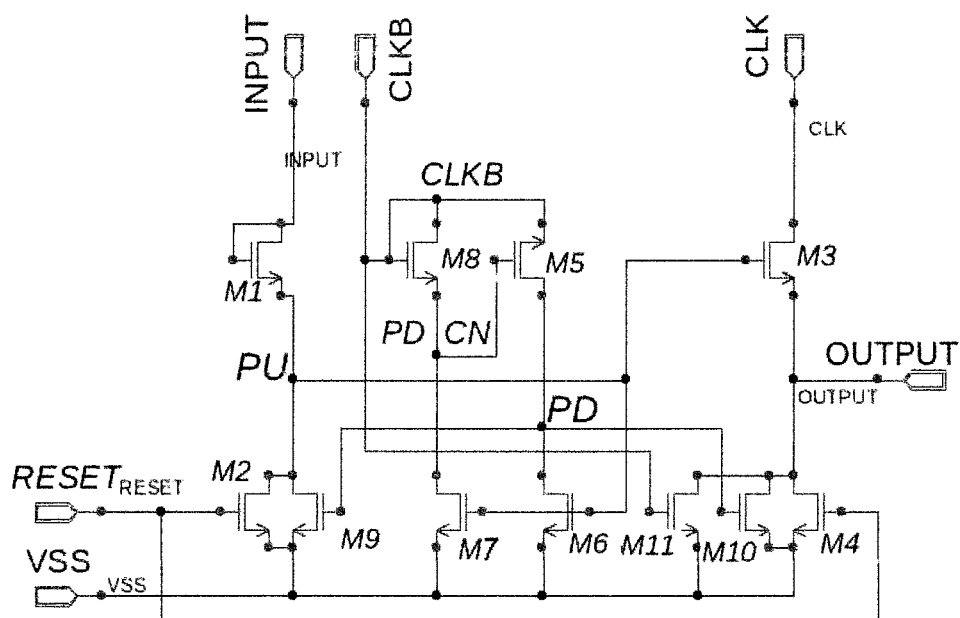 INPUT
CLKB
CLK
CLK
INPUT
CLKB
M1
M8
M5
M3
PD CN
PU
OUTPUT
OUTPUT
PD
M2
RESET
RESET
M9
M7
M6
M11
M10
M4
VSS
VSS